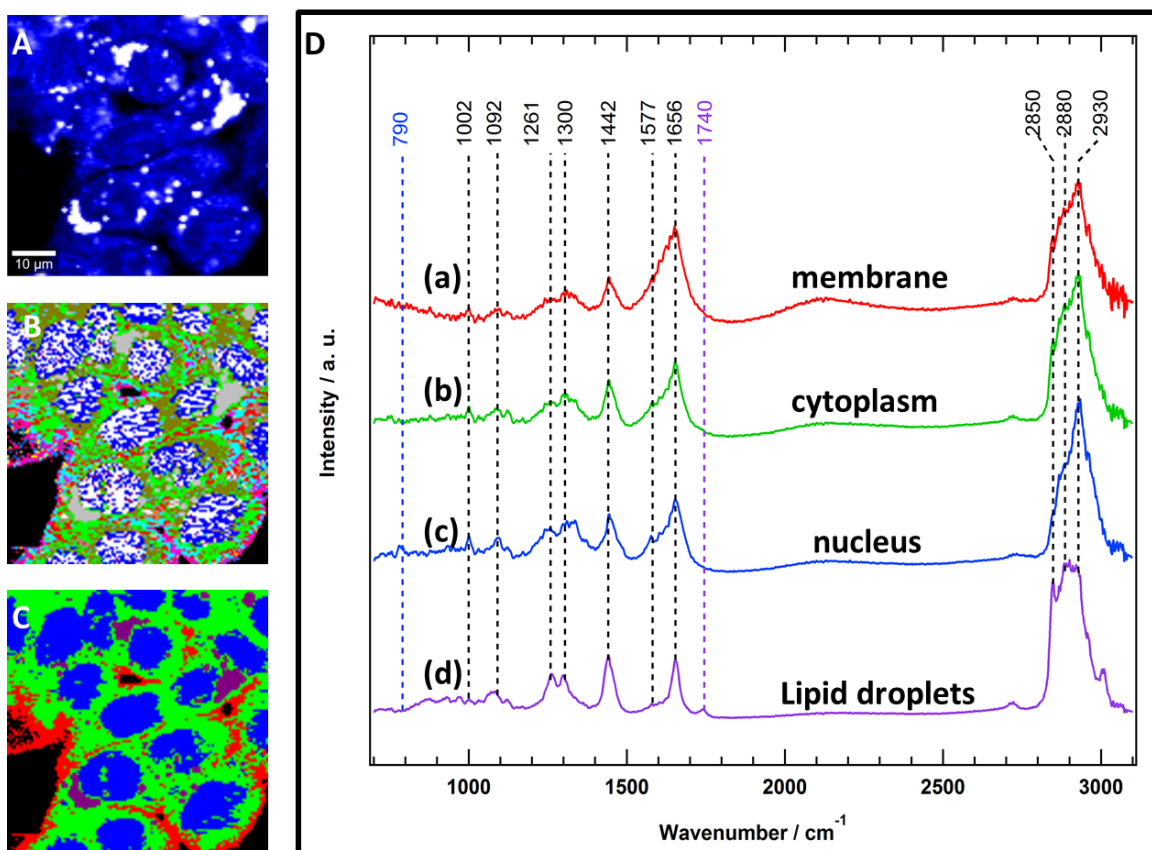 A
10 µm
B
C
D
790
1002
1092
1261
1300
1442
1577
1656
1740
2850
2880
2930
(a)
membrane
(b)
cytoplasm
(c)
nucleus
(d)
Lipid droplets
Intensity / a. u.
1000 1500 2000 2500 3000
Wavenumber / cm⁻¹